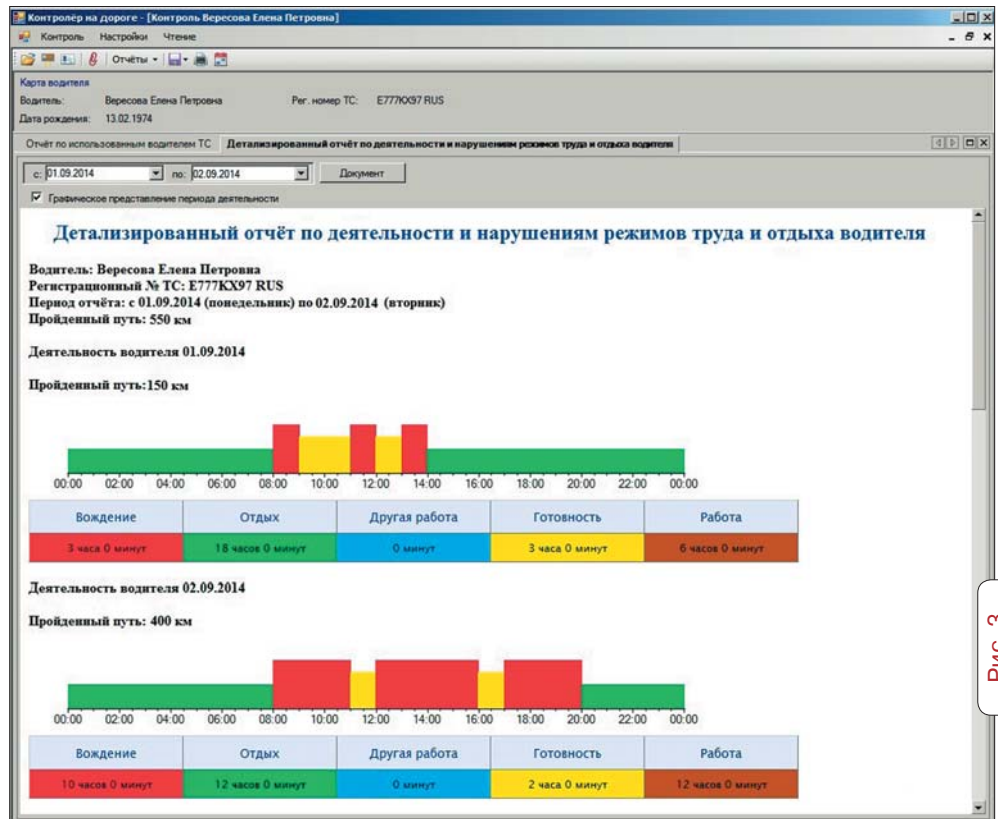 Контролёр на дороге - [Контроль Вересова Елена Петровна]
Контроль Настройки Чтение
Отчёты
Карта водителя
Водитель: Вересова Елена Петровна Рег. номер ТС: E777KX97 RUS
Дата рождения: 13.02.1974
Отчёт по использованным водителем ТС Детализированный отчёт по деятельности и нарушениям режимов труда и отдыха водителя
с: 01.09.2014 по: 02.09.2014 Документ
Графическое представление периода деятельности
Детализированный отчёт по деятельности и нарушениям режимов труда и отдыха водителя
Водитель: Вересова Елена Петровна
Регистрационный № ТС: E777KX97 RUS
Период отчёта: с 01.09.2014 (понедельник) по 02.09.2014 (вторник)
Пройденный путь: 550 км
Деятельность водителя 01.09.2014
Пройденный путь:150 км
00:00 02:00 04:00 06:00 08:00 10:00 12:00 14:00 16:00 18:00 20:00 22:00 00:00
Вождение Отдых Другая работа Готовность Работа
3 часа 0 минут 18 часов 0 минут 0 минут 3 часа 0 минут 6 часов 0 минут
Деятельность водителя 02.09.2014
Пройденный путь: 400 км
00:00 02:00 04:00 06:00 08:00 10:00 12:00 14:00 16:00 18:00 20:00 22:00 00:00
Вождение Отдых Другая работа Готовность Работа
10 часов 0 минут 12 часов 0 минут 0 минут 2 часа 0 минут 12 часов 0 минут
Рис. 3